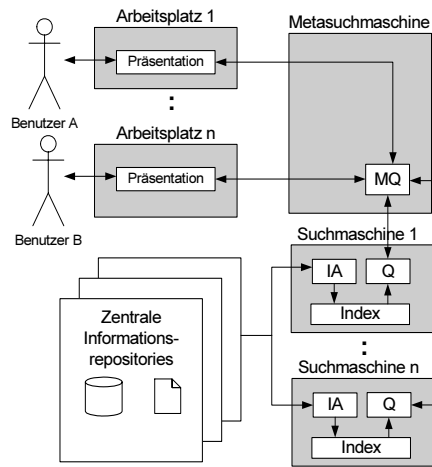 Arbeitsplatz 1
Metasuchmaschine
Präsentation
Benutzer A
:
Arbeitsplatz n
Präsentation
MQ
Benutzer B
Suchmaschine 1
IA
Q
Index
Zentrale
Informations-
repositories
:
Suchmaschine n
IA
Q
Index